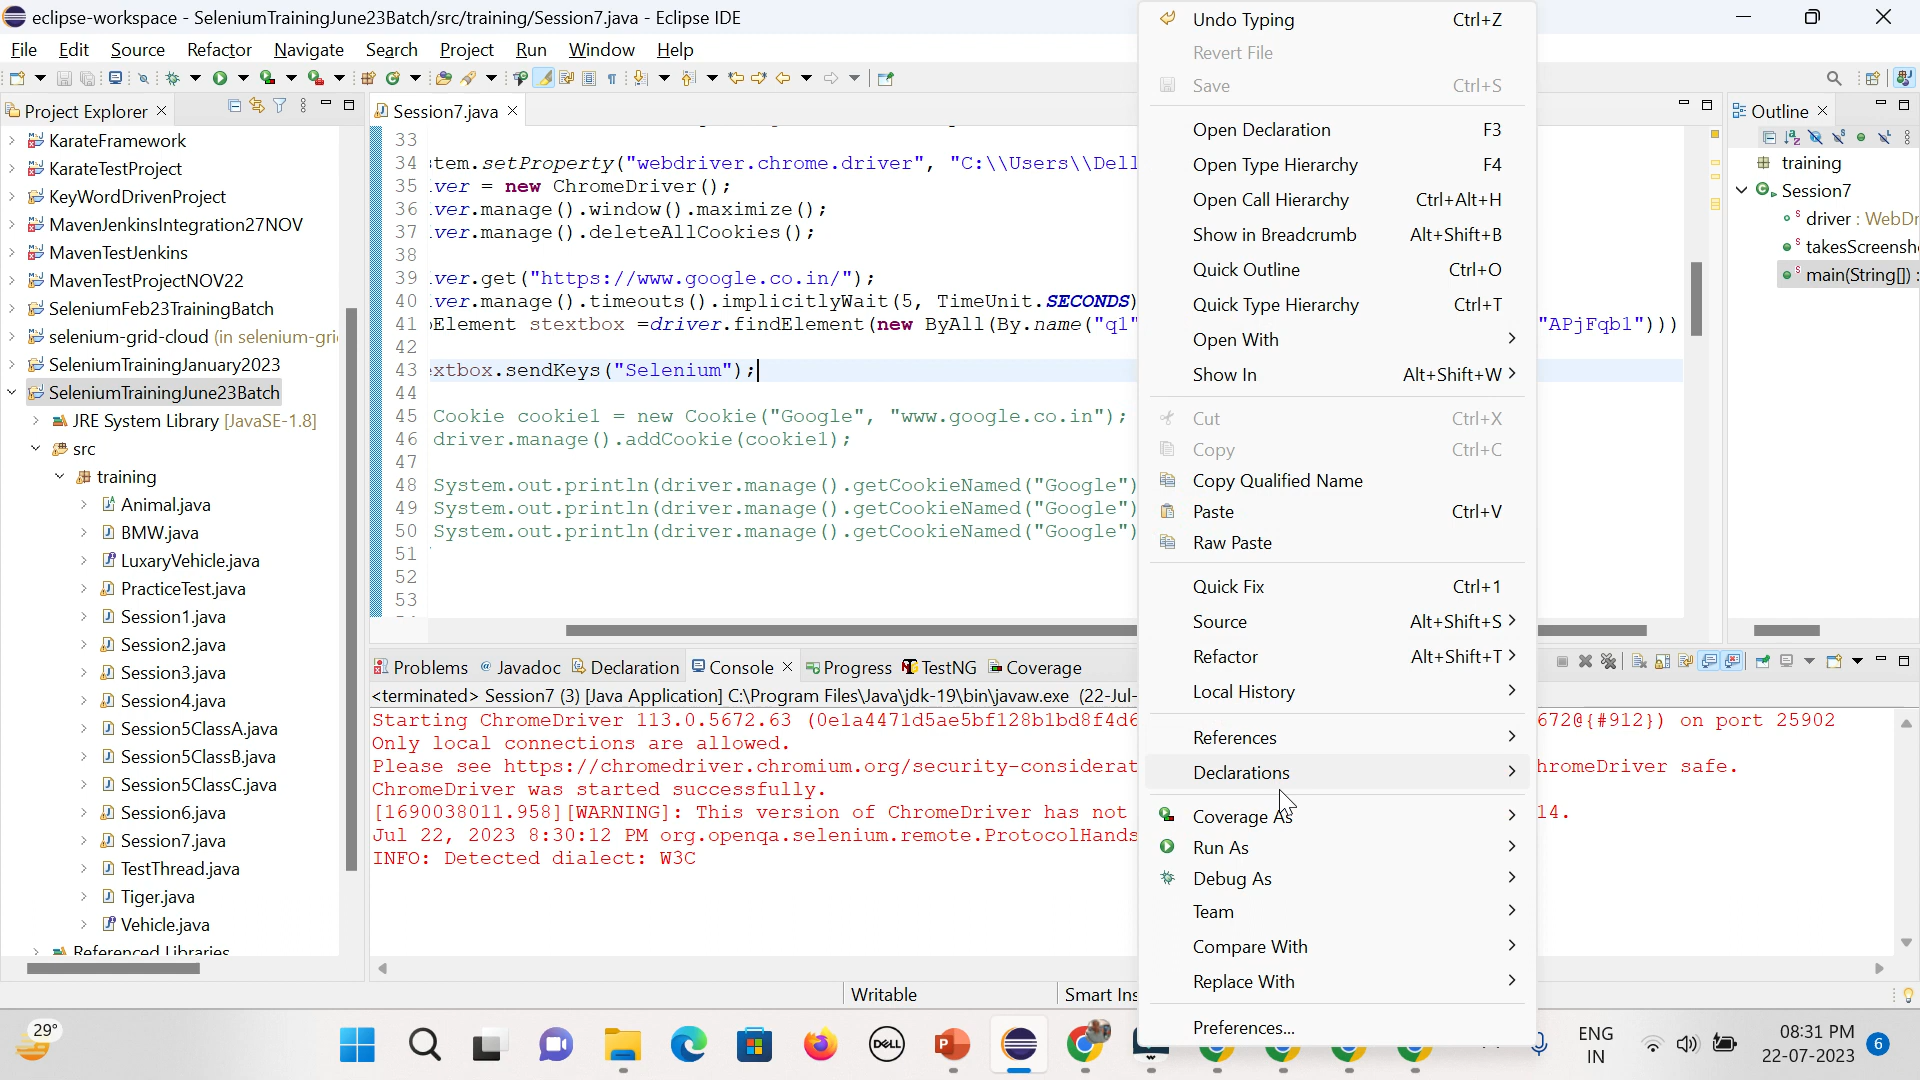 eclipse-workspace - SeleniumTrainingJune23Batch/src/training/Session7.java - Eclipse IDE
File Edit Source Refactor Navigate Search Project Run Window Help
Project Explorer
KarateFramework
KarateTestProject
KeyWordDrivenProject
MavenJenkinsIntegration27NOV
MavenTestJenkins
MavenTestProjectNOV22
SeleniumFeb23TrainingBatch
selenium-grid-cloud (in selenium-gri
SeleniumTrainingJanuary2023
SeleniumTrainingJune23Batch
JRE System Library [JavaSE-1.8]
src
training
Animal.java
BMW.java
LuxaryVehicle.java
PracticeTest.java
Session1.java
Session2.java
Session3.java
Session4.java
Session5ClassA.java
Session5ClassB.java
Session5ClassC.java
Session6.java
Session7.java
TestThread.java
Tiger.java
Vehicle.java
Referenced Libraries
Session7.java
33
34 stem.setProperty("webdriver.chrome.driver", "C:\\Users\\Dell
35 iver = new ChromeDriver();
36 iver.manage().window().maximize();
37 iver.manage().deleteAllCookies();
38
39 iver.get("https://www.google.co.in/");
40 iver.manage().timeouts().implicitlyWait(5, TimeUnit.SECONDS)
41 bElement stextbox =driver.findElement(new ByAll(By.name("q1" "APjFqb1")))
42
43 extbox.sendKeys("Selenium");
44
45 Cookie cookie1 = new Cookie("Google", "www.google.co.in");
46 driver.manage().addCookie(cookie1);
47
48 System.out.println(driver.manage().getCookieNamed("Google")
49 System.out.println(driver.manage().getCookieNamed("Google")
50 System.out.println(driver.manage().getCookieNamed("Google")
51
52
53
Undo Typing Ctrl+Z
Revert File
Save Ctrl+S
Open Declaration F3
Open Type Hierarchy F4
Open Call Hierarchy Ctrl+Alt+H
Show in Breadcrumb Alt+Shift+B
Quick Outline Ctrl+O
Quick Type Hierarchy Ctrl+T
Open With
Show In Alt+Shift+W
Cut Ctrl+X
Copy Ctrl+C
Copy Qualified Name
Paste Ctrl+V
Raw Paste
Quick Fix Ctrl+1
Source Alt+Shift+S
Refactor Alt+Shift+T
Local History
References
Declarations
Coverage As
Run As
Debug As
Team
Compare With
Replace With
Preferences...
Outline
training
Session7
driver : WebDr
takesScreensh
main(String[]) :
Problems Javadoc Declaration Console Progress TestNG Coverage
<terminated> Session7 (3) [Java Application] C:\Program Files\Java\jdk-19\bin\javaw.exe (22-Jul-
Starting ChromeDriver 113.0.5672.63 (0e1a4471d5ae5bf128b1bd8f4d6 672@{#912}) on port 25902
Only local connections are allowed.
Please see https://chromedriver.chromium.org/security-considerat hromeDriver safe.
ChromeDriver was started successfully.
[1690038011.958][WARNING]: This version of ChromeDriver has not 14.
Jul 22, 2023 8:30:12 PM org.openqa.selenium.remote.ProtocolHands
INFO: Detected dialect: W3C
Writable Smart Ins
29°
DELL
ENG
IN
08:31 PM
22-07-2023
6